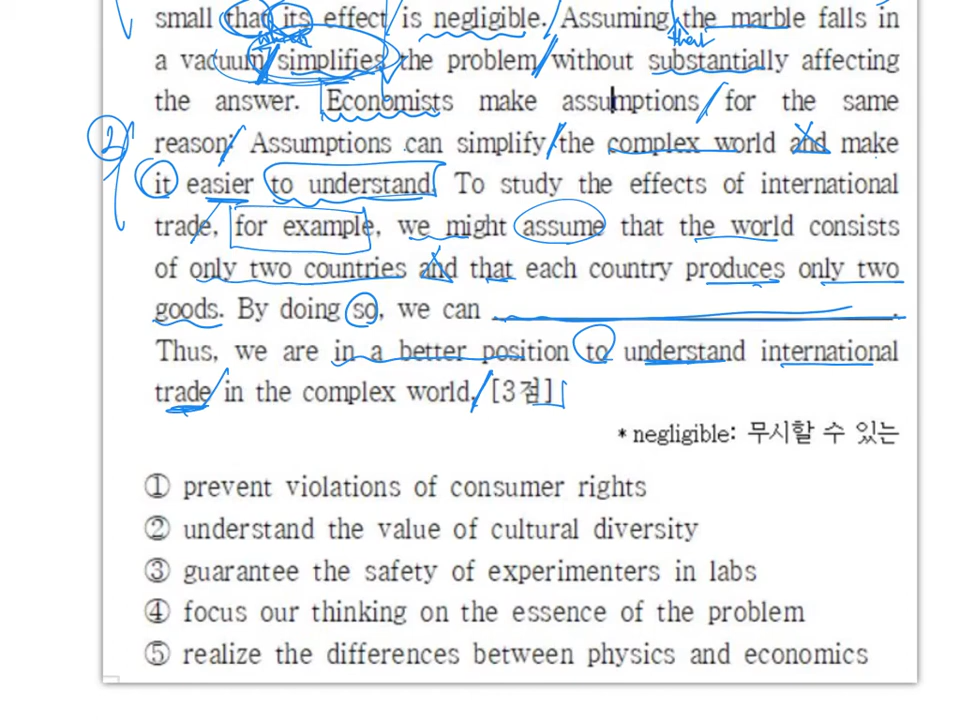 small that its effect is negligible. Assuming the marble falls in
that
a vacuum simplifies the problem without substantially affecting
the answer. Economists make assumptions for the same
2
reason: Assumptions can simplify the complex world and make
it easier to understand. To study the effects of international
trade, for example, we might assume that the world consists
of only two countries and that each country produces only two
goods. By doing so, we can ____________________.
Thus, we are in a better position to understand international
trade in the complex world. [3점]
* negligible: 무시할 수 있는
① prevent violations of consumer rights
② understand the value of cultural diversity
③ guarantee the safety of experimenters in labs
④ focus our thinking on the essence of the problem
⑤ realize the differences between physics and economics